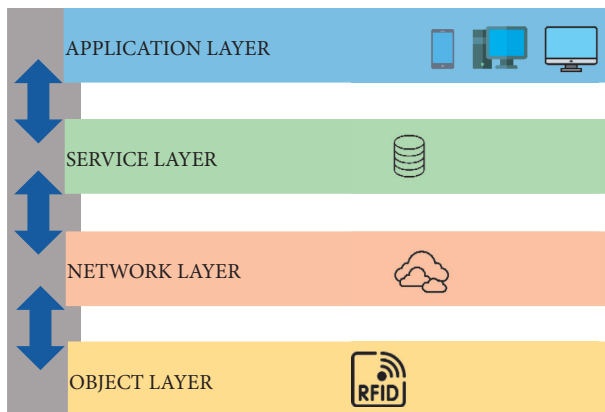 APPLICATION LAYER
SERVICE LAYER
NETWORK LAYER
OBJECT LAYER
RFID